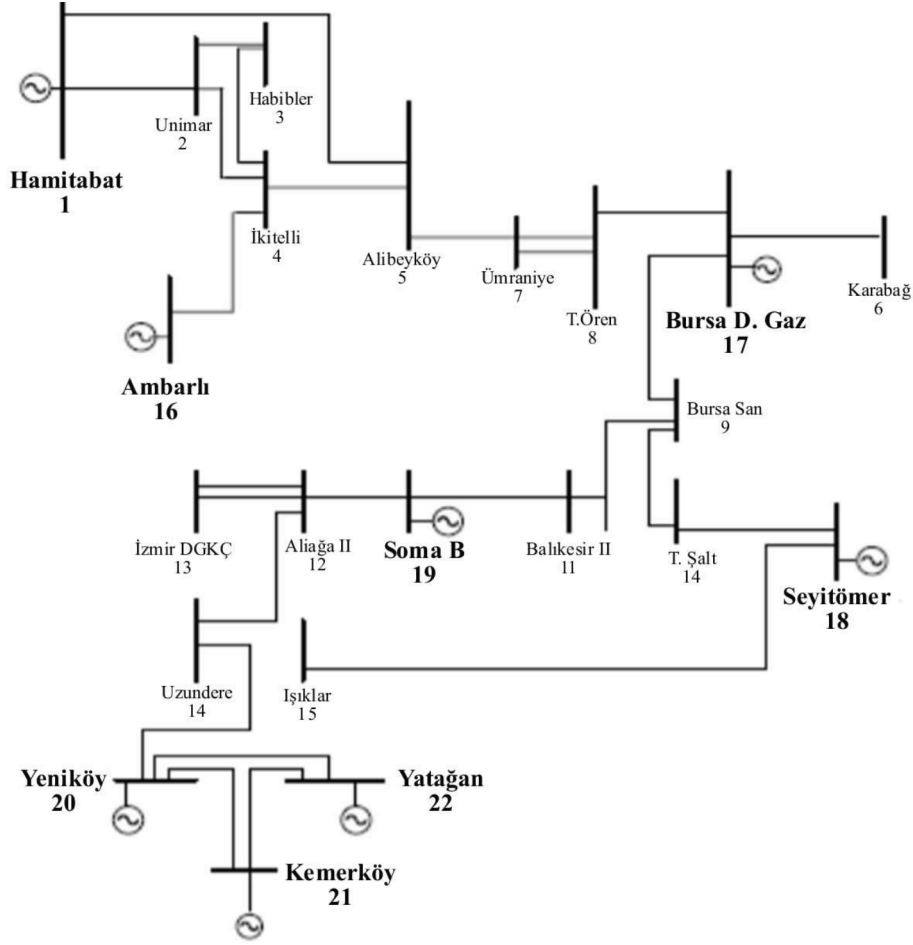 Habibler
3
Unimar
2
Hamitabat
1
İkitelli
4
Alibeyköy
5
Ümraniye
7
T.Ören
8
Bursa D. Gaz
17
Karabağ
6
Ambarlı
16
Bursa San
9
İzmir DGKÇ
13
Aliağa II
12
Soma B
19
Balıkesir II
11
T. Şalt
14
Seyitömer
18
Uzundere
14
Işıklar
15
Yeniköy
20
Yatağan
22
Kemerköy
21